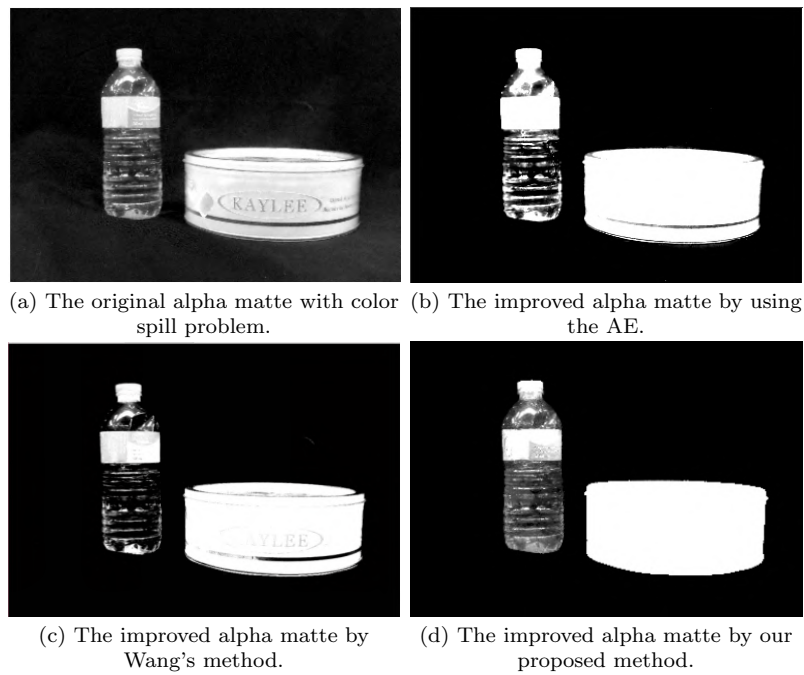 KAYLEE
(a) The original alpha matte with color
spill problem.
(b) The improved alpha matte by using
the AE.
AYLEE
(c) The improved alpha matte by
Wang's method.
(d) The improved alpha matte by our
proposed method.